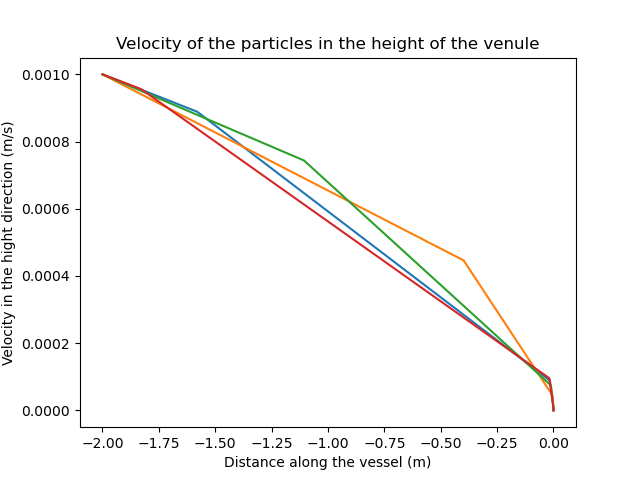 Velocity of the particles in the height of the venule
Velocity in the hight direction (m/s)
0.0010
0.0008
0.0006
0.0004
0.0002
0.0000
−2.00 −1.75 −1.50 −1.25 −1.00 −0.75 −0.50 −0.25 0.00
Distance along the vessel (m)